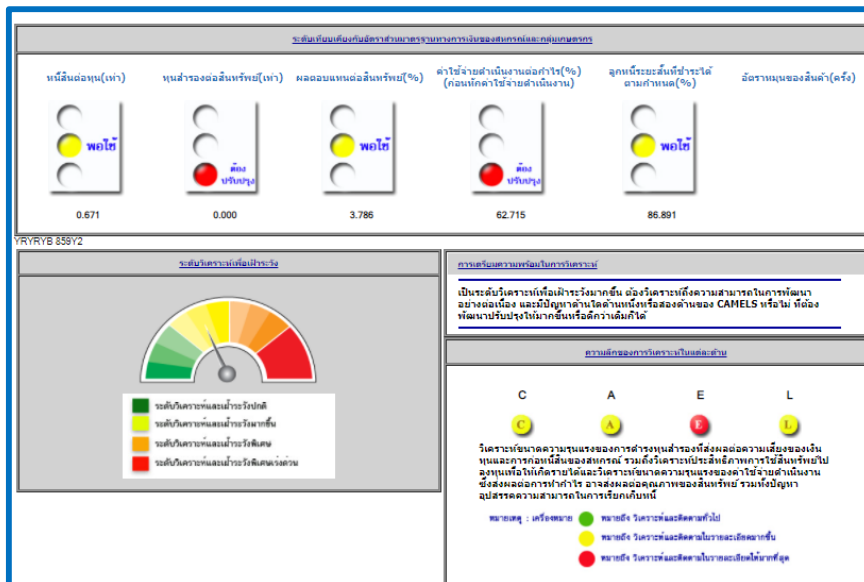 ระดับเทียบเคียงกับอัตราส่วนมาตรฐานทางการเงินของสหกรณ์และกลุ่มเกษตรกร
หนี้สินต่อทุน(เท่า)
ทุนสำรองต่อสินทรัพย์(เท่า)
ผลตอบแทนต่อสินทรัพย์(%)
ค่าใช้จ่ายดำเนินงานต่อกำไร(%)
(ก่อนหักค่าใช้จ่ายดำเนินงาน)
ลูกหนี้ระยะสั้นที่ชำระได้
ตามกำหนด(%)
อัตราหมุนของสินค้า(ครั้ง)
พอใช้
ต้อง
ปรับปรุง
พอใช้
ต้อง
ปรับปรุง
พอใช้
0.671
0.000
3.786
62.715
86.891
YRYRYB 859Y2
ระดับวิเคราะห์เพื่อเฝ้าระวัง
ระดับวิเคราะห์และเฝ้าระวังปกติ
ระดับวิเคราะห์และเฝ้าระวังมากขึ้น
ระดับวิเคราะห์และเฝ้าระวังพิเศษ
ระดับวิเคราะห์และเฝ้าระวังพิเศษเร่งด่วน
การเตรียมความพร้อมในการวิเคราะห์
เป็นระดับวิเคราะห์เพื่อเฝ้าระวังมากขึ้น ต้องวิเคราะห์ถึงความสามารถในการพัฒนา
อย่างต่อเนื่อง และมีปัญหาด้านใดด้านหนึ่งหรือสองด้านของ CAMELS หรือไม่ ที่ต้อง
พัฒนาปรับปรุงให้มากขึ้นหรือดีกว่าเดิมก็ได้
ความลึกของการวิเคราะห์ในแต่ละด้าน
C A E L
C A E L
วิเคราะห์ขนาดความรุนแรงของการดำรงทุนสำรองที่ส่งผลต่อความเสี่ยงของเงิน
ทุนและการก่อหนี้สินของสหกรณ์ รวมถึงวิเคราะห์ประสิทธิภาพการใช้สินทรัพย์ไป
ลงทุนเพื่อให้เกิดรายได้และวิเคราะห์ขนาดความรุนแรงของค่าใช้จ่ายดำเนินงาน
ซึ่งส่งผลต่อการทำกำไร อาจส่งผลต่อคุณภาพของสินทรัพย์ รวมทั้งปัญหา
อุปสรรคความสามารถในการเรียกเก็บหนี้
หมายเหตุ : เครื่องหมาย หมายถึง วิเคราะห์และติดตามทั่วไป
หมายถึง วิเคราะห์และติดตามในรายละเอียดมากขึ้น
หมายถึง วิเคราะห์และติดตามในรายละเอียดให้มากที่สุด